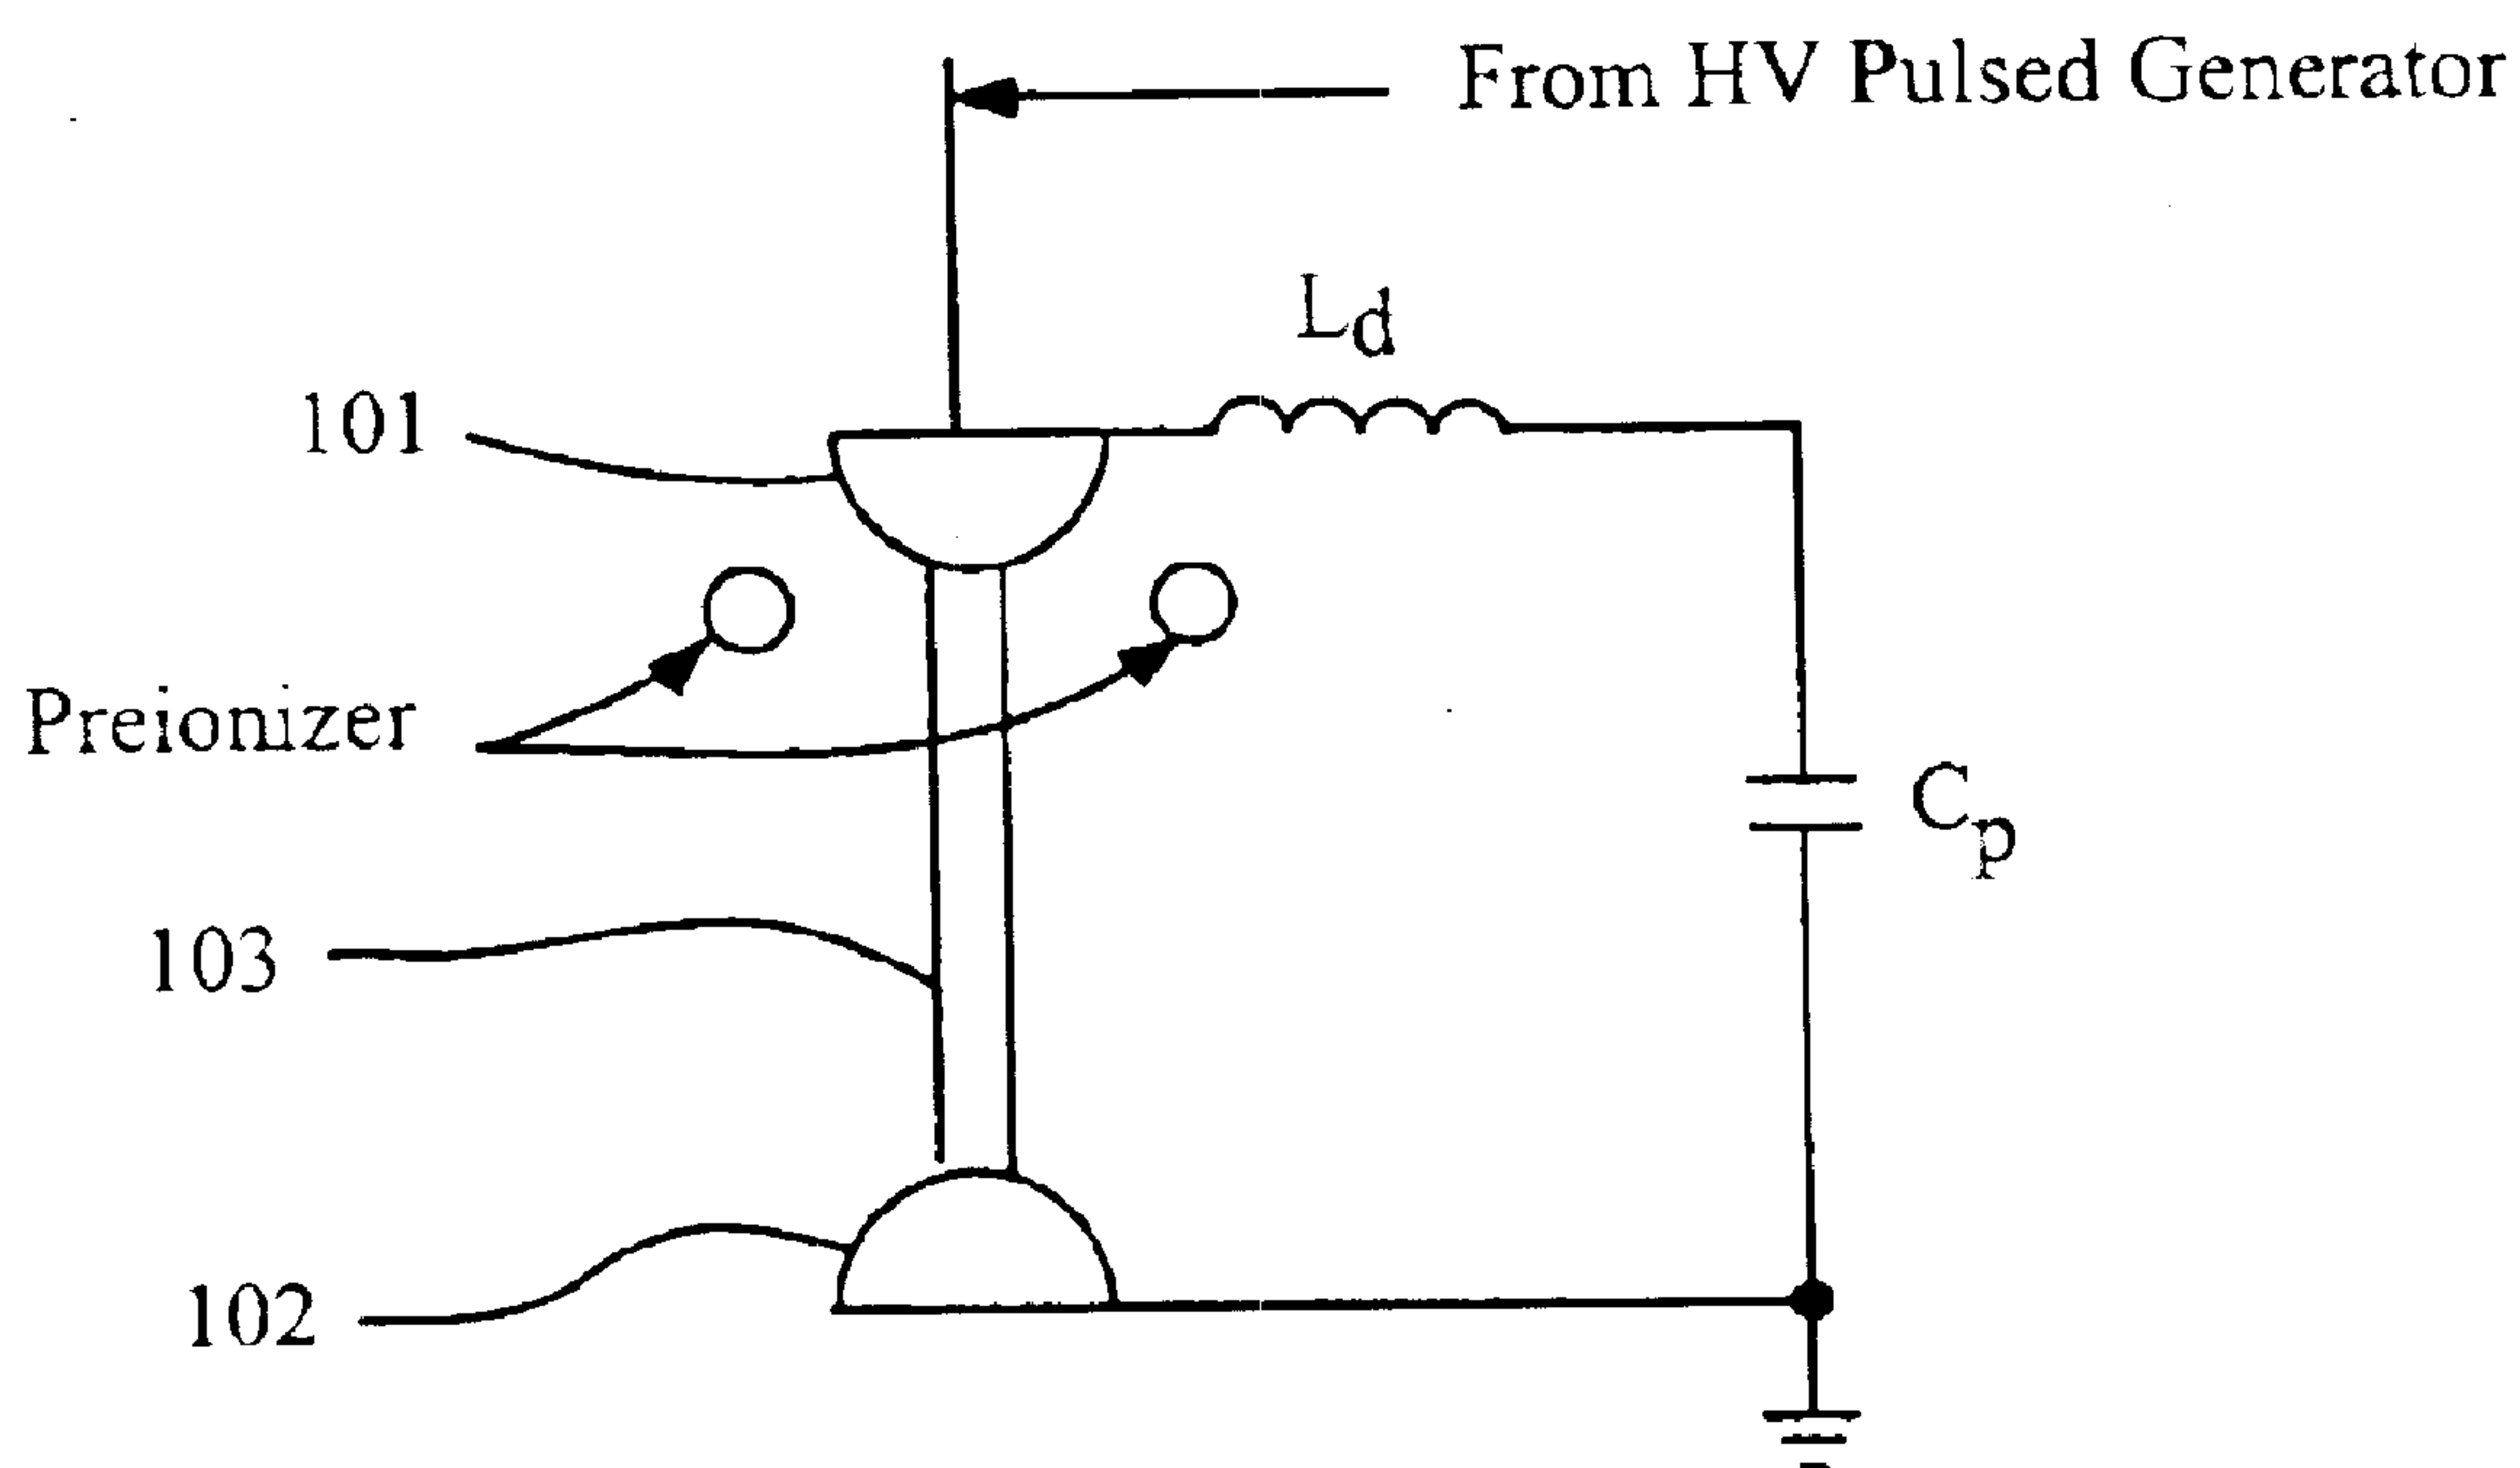 From HV Pulsed Generator
Ld
101
Preionizer
Cp
103
102